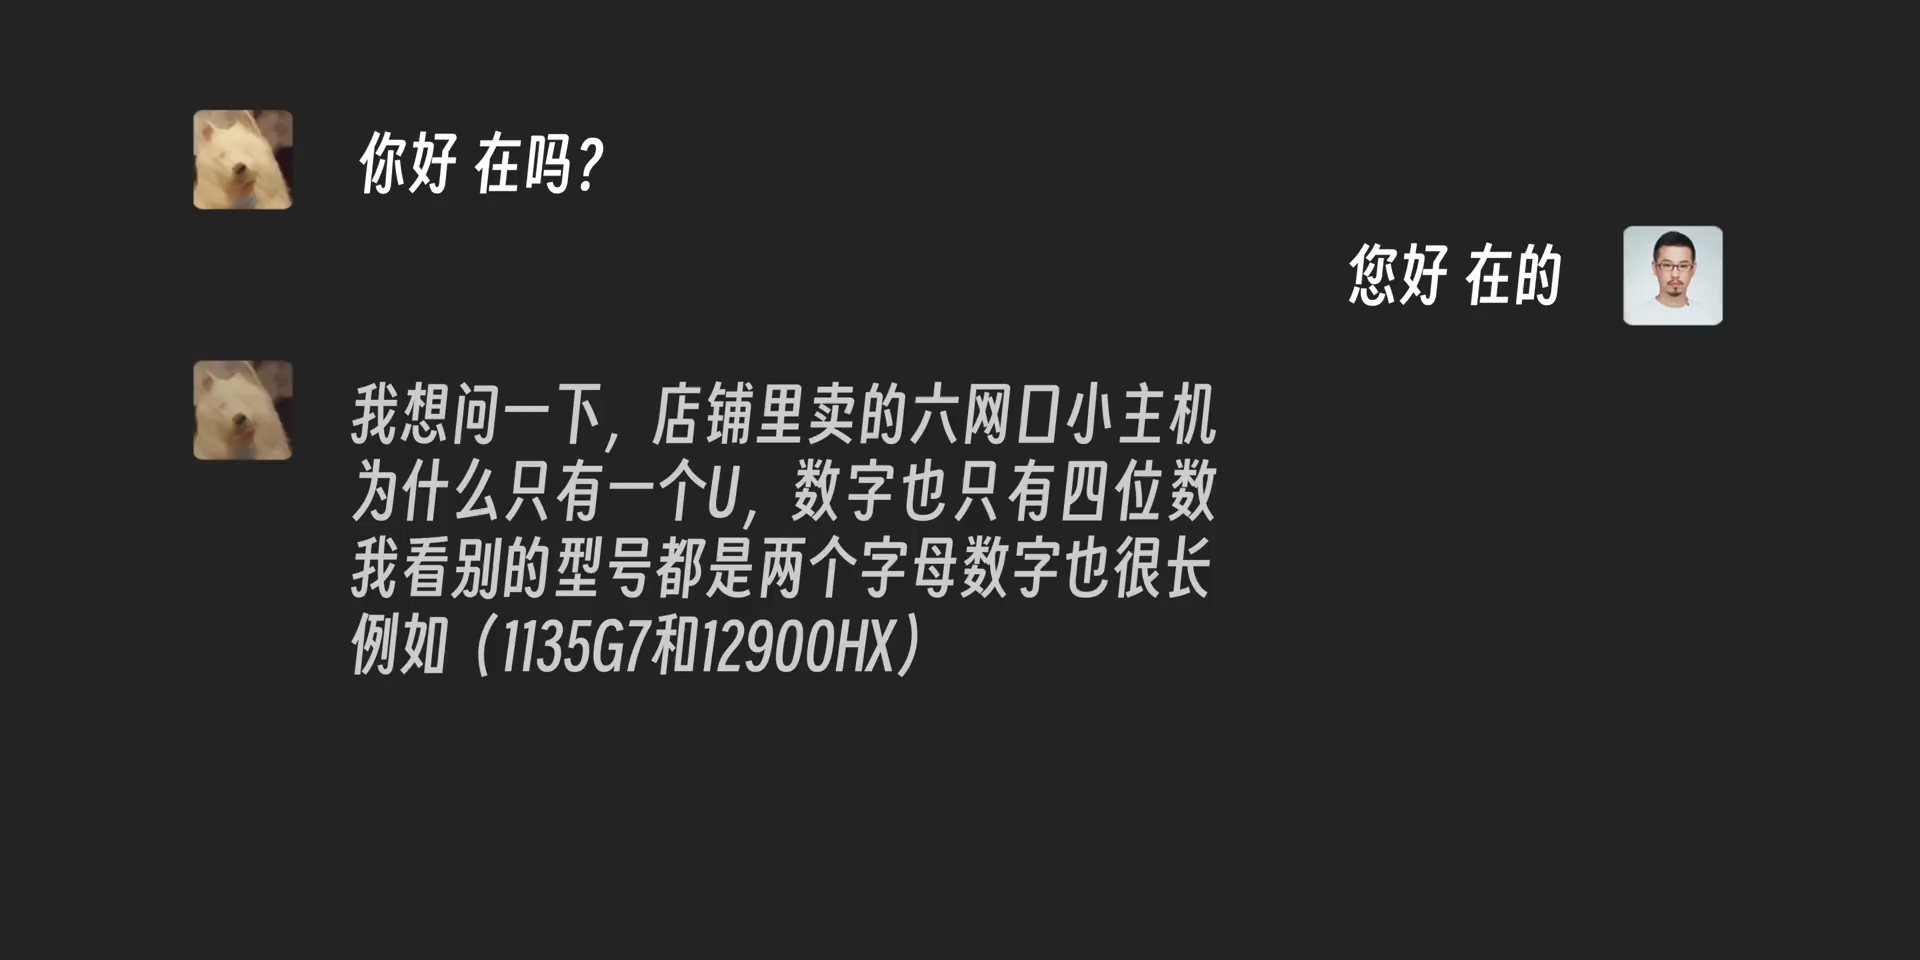 你好 在吗?
您好 在的
我想问一下，店铺里卖的六网口小主机
为什么只有一个U，数字也只有四位数
我看别的型号都是两个字母数字也很长
例如（1135G7和12900HX）